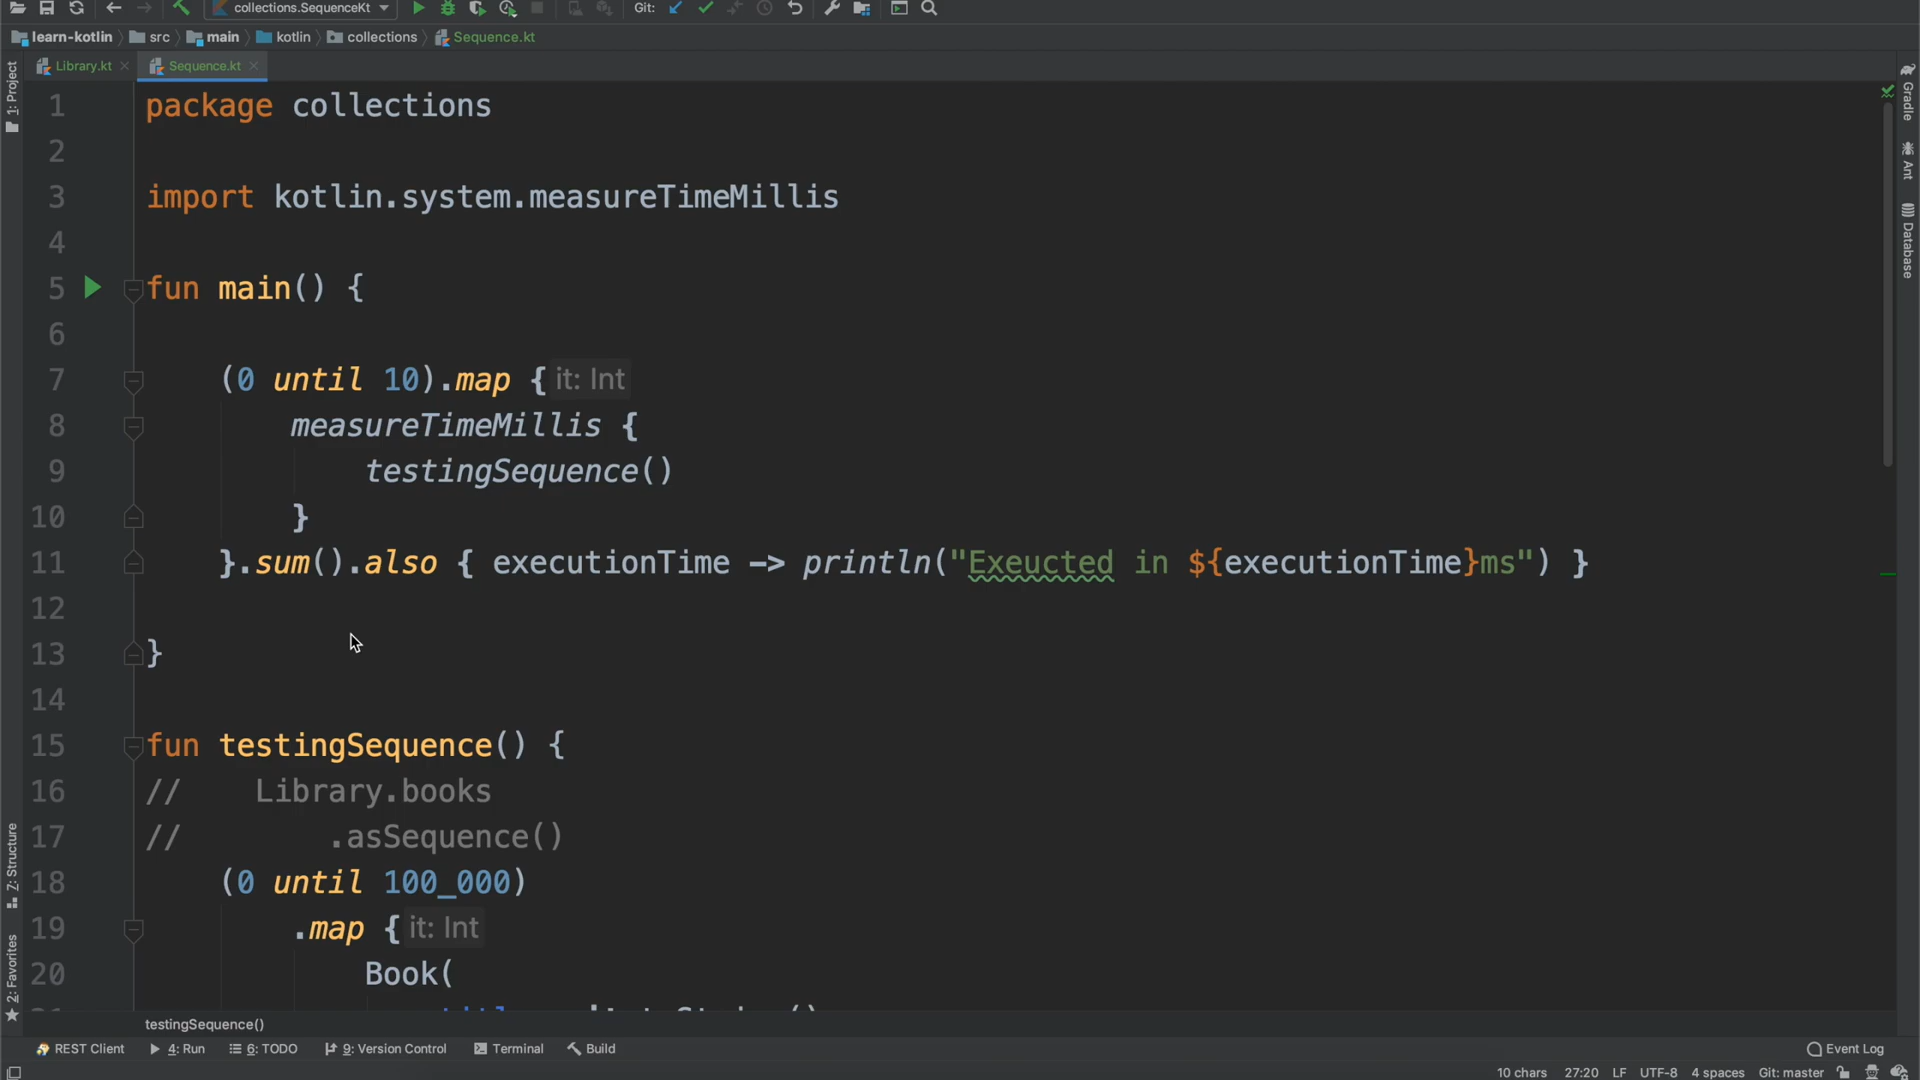 collections.SequenceKt
Git:
learn-kotlin
src
main
kotlin
collections
Sequence.kt
Library.kt
Sequence.kt
1: Project
Z: Structure
2: Favorites
Gradle
Ant
Database
1 package collections
2
3 import kotlin.system.measureTimeMillis
4
5 fun main() {
6
7 (0 until 10).map { it: Int
8 measureTimeMillis {
9 testingSequence()
10 }
11 }.sum().also { executionTime -> println("Exeucted in ${executionTime}ms") }
12
13 }
14
15 fun testingSequence() {
16 // Library.books
17 // .asSequence()
18 (0 until 100_000)
19 .map { it: Int
20 Book(
testingSequence()
REST Client
4: Run
6: TODO
9: Version Control
Terminal
Build
Event Log
10 chars 27:20 LF UTF-8 4 spaces Git: master